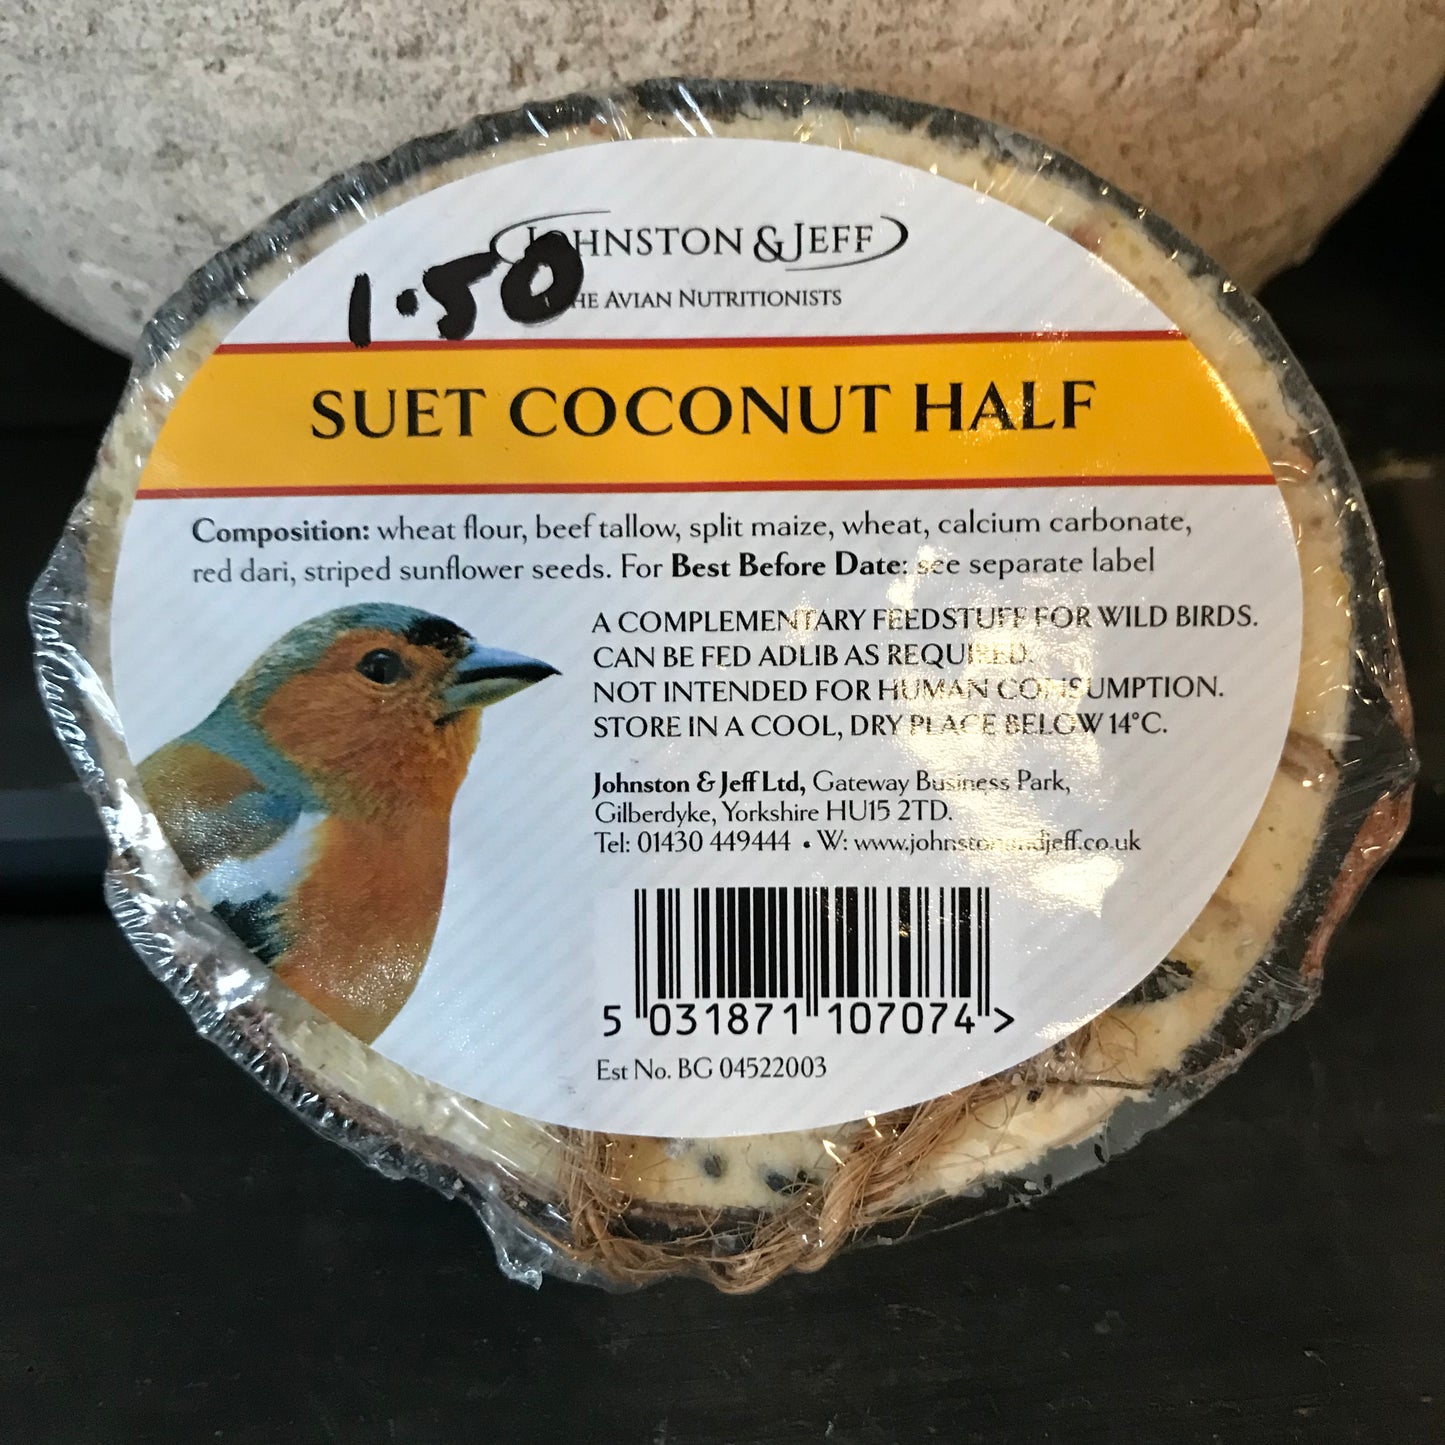 JOHNSTON & JEFF
1.50
THE AVIAN NUTRITIONISTS
SUET COCONUT HALF
Composition: wheat flour, beef tallow, split maize, wheat, calcium carbonate,
red dari, striped sunflower seeds. For Best Before Date: see separate label
A COMPLEMENTARY FEEDSTUFF FOR WILD BIRDS.
CAN BE FED ADLIB AS REQUIRED.
NOT INTENDED FOR HUMAN CONSUMPTION.
STORE IN A COOL, DRY PLACE BELOW 14°C.
Johnston & Jeff Ltd, Gateway Business Park,
Gilberdyke, Yorkshire HU15 2TD.
Tel: 01430 449444 • W: www.johnstonandjeff.co.uk
5 031871 107074 >
Est No. BG 04522003